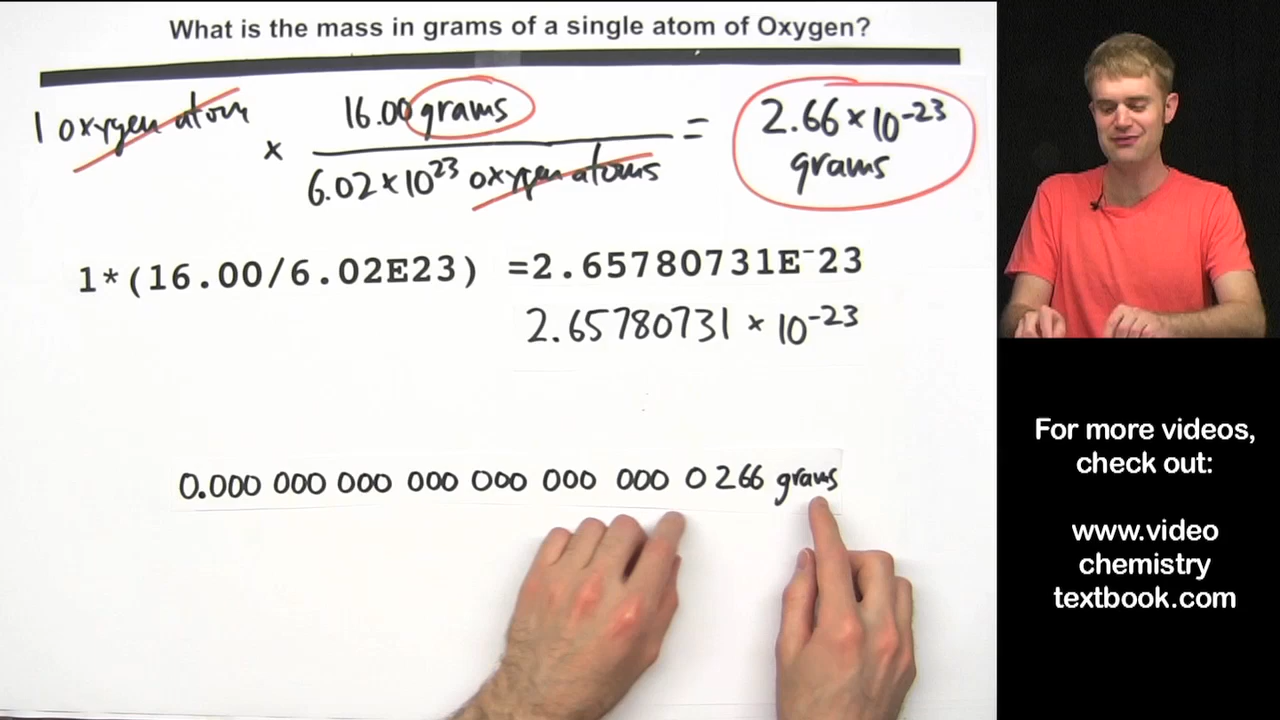 What is the mass in grams of a single atom of Oxygen?
1 oxygen atom × 16.00 grams = 2.66 × 10⁻²³
6.02 × 10²³ oxygen atoms grams
1*(16.00/6.02E23) =2.65780731E⁻23
2.65780731 × 10⁻²³
0.000 000 000 000 000 000 000 0 266 grams
For more videos,
check out:
www.video
chemistry
textbook.com